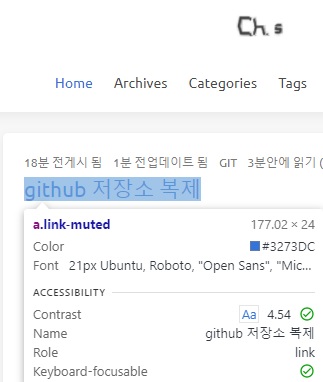 Ch. s
Home Archives Categories Tags
18분 전게시 됨 1분 전업데이트 됨 GIT 3분안에 읽기 (
github 저장소 복제
a.link-muted 177.02 × 24
Color #3273DC
Font 21px Ubuntu, Roboto, "Open Sans", "Mic...
ACCESSIBILITY
Contrast Aa 4.54
Name github 저장소 복제
Role link
Keyboard-focusable